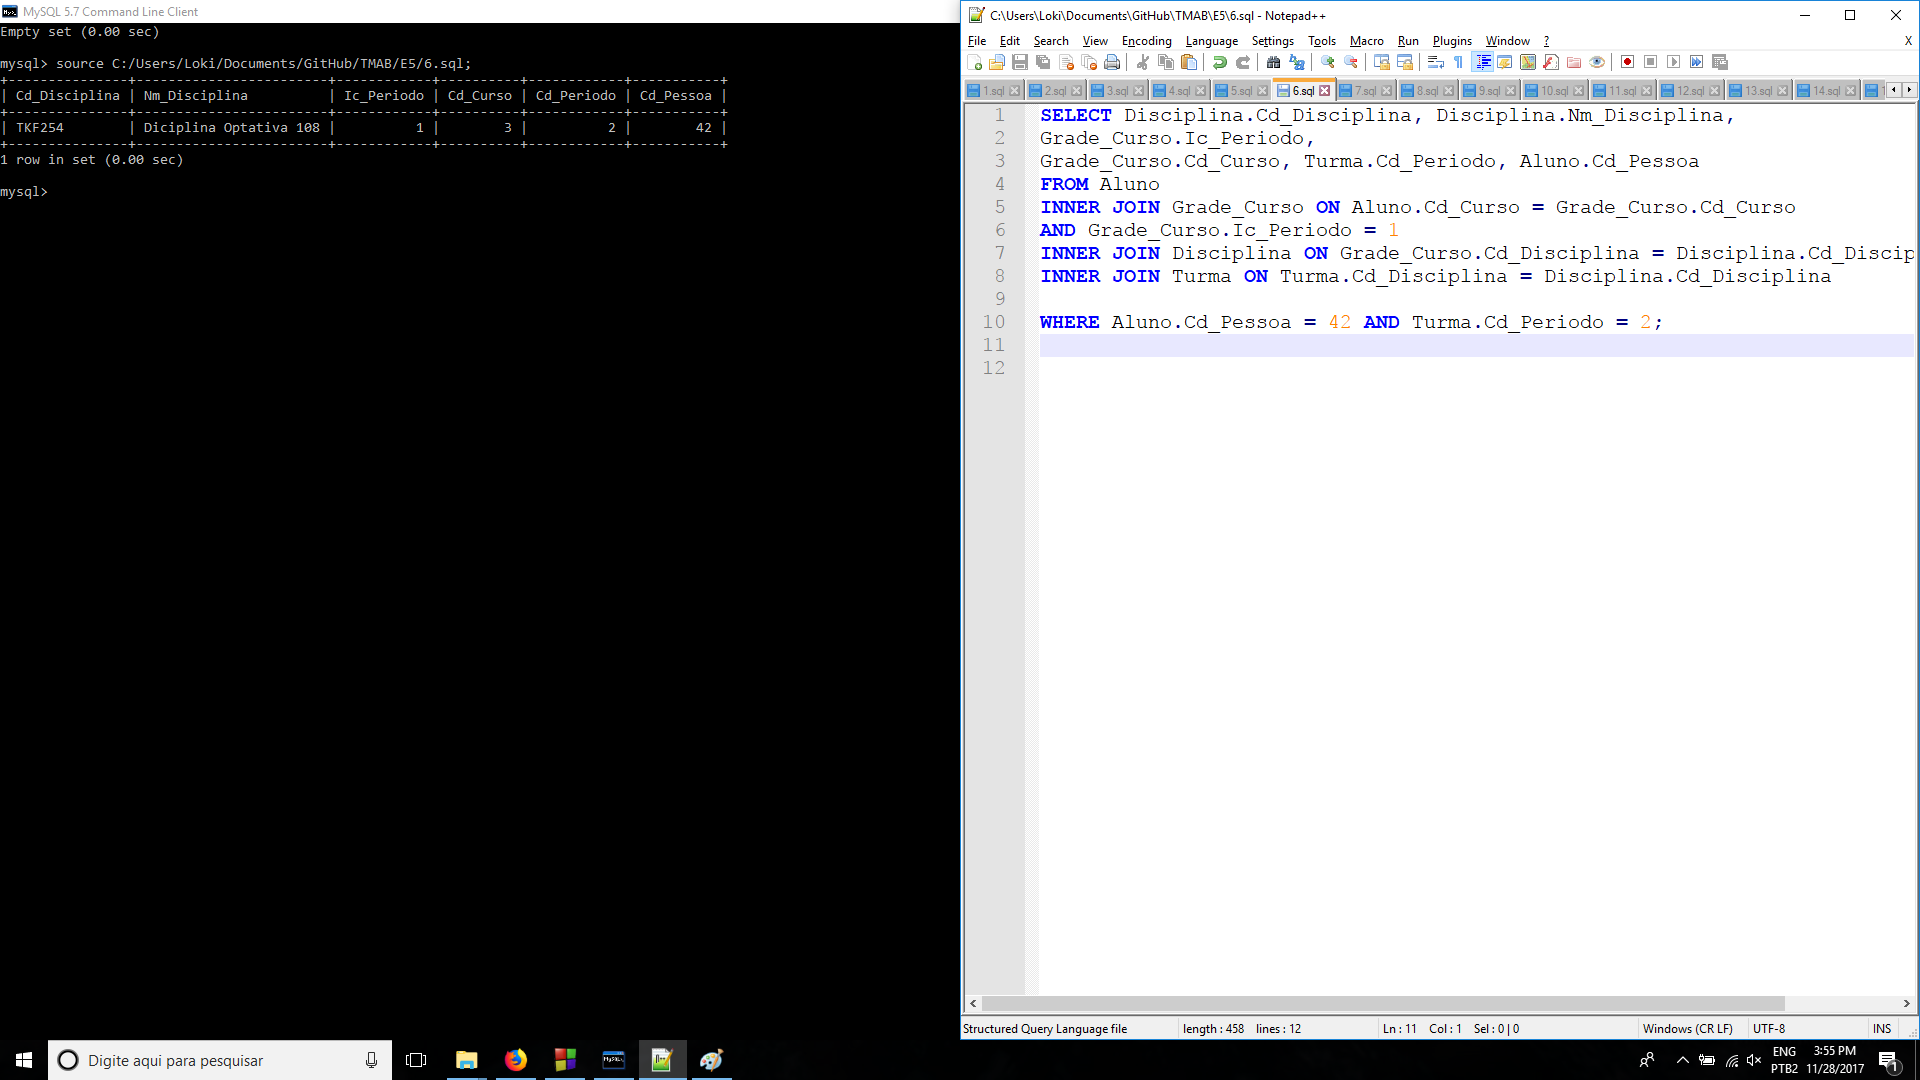 MySQL 5.7 Command Line Client
Empty set (0.00 sec)
mysql> source C:/Users/Loki/Documents/GitHub/TMAB/E5/6.sql;
+---------------+------------------------+------------+----------+------------+-----------+
| Cd_Disciplina | Nm_Disciplina          | Ic_Periodo | Cd_Curso | Cd_Periodo | Cd_Pessoa |
+---------------+------------------------+------------+----------+------------+-----------+
| TKF254        | Diciplina Optativa 108 |          1 |        3 |          2 |        42 |
+---------------+------------------------+------------+----------+------------+-----------+
1 row in set (0.00 sec)
mysql>
C:\Users\Loki\Documents\GitHub\TMAB\E5\6.sql - Notepad++
File Edit Search View Encoding Language Settings Tools Macro Run Plugins Window ? X
1.sql 2.sql 3.sql 4.sql 5.sql 6.sql 7.sql 8.sql 9.sql 10.sql 11.sql 12.sql 13.sql 14.sql 1
1 SELECT Disciplina.Cd_Disciplina, Disciplina.Nm_Disciplina,
2 Grade_Curso.Ic_Periodo,
3 Grade_Curso.Cd_Curso, Turma.Cd_Periodo, Aluno.Cd_Pessoa
4 FROM Aluno
5 INNER JOIN Grade_Curso ON Aluno.Cd_Curso = Grade_Curso.Cd_Curso
6 AND Grade_Curso.Ic_Periodo = 1
7 INNER JOIN Disciplina ON Grade_Curso.Cd_Disciplina = Disciplina.Cd_Discip
8 INNER JOIN Turma ON Turma.Cd_Disciplina = Disciplina.Cd_Disciplina
9
10 WHERE Aluno.Cd_Pessoa = 42 AND Turma.Cd_Periodo = 2;
11
12
Structured Query Language file length : 458 lines : 12 Ln : 11 Col : 1 Sel : 0 | 0 Windows (CR LF) UTF-8 INS
Digite aqui para pesquisar
ENG 3:55 PM
PTB2 11/28/2017
1